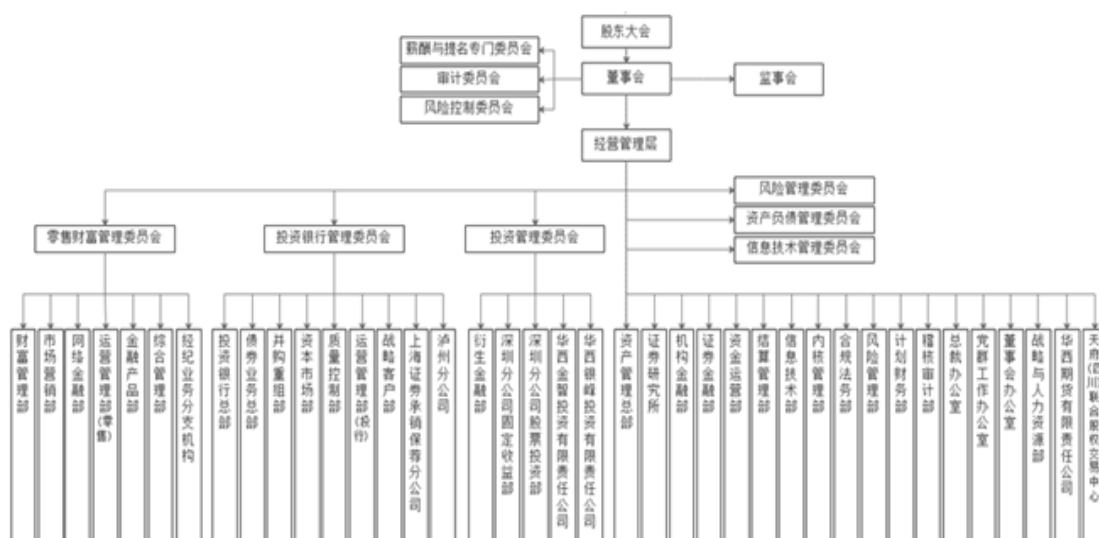 股东大会
薪酬与提名专门委员会
董事会
监事会
审计委员会
风险控制委员会
经营管理层
风险管理委员会
资产负债管理委员会
信息技术管理委员会
零售财富管理委员会
投资银行管理委员会
投资管理委员会
财富管理部
市场营销部
网络金融部
运营管理部(零售)
金融产品部
综合管理部
经纪业务分支机构
投资银行总部
债券业务总部
并购重组部
资本市场部
质量控制部
运营管理部(投行)
战略客户部
上海证券承销保荐分公司
泸州分公司
衍生金融部
深圳分公司固定收益部
深圳分公司股票投资部
华西金智投资有限责任公司
华西银峰投资有限责任公司
资产管理总部
证券研究所
机构金融部
证券金融部
资金运营部
结算管理部
信息技术部
内核管理部
合规法务部
风险管理部
计划财务部
稽核审计部
总裁办公室
党群工作办公室
董事会办公室
战略与人力资源部
华西期货有限责任公司
天府(四川)联合股权交易中心